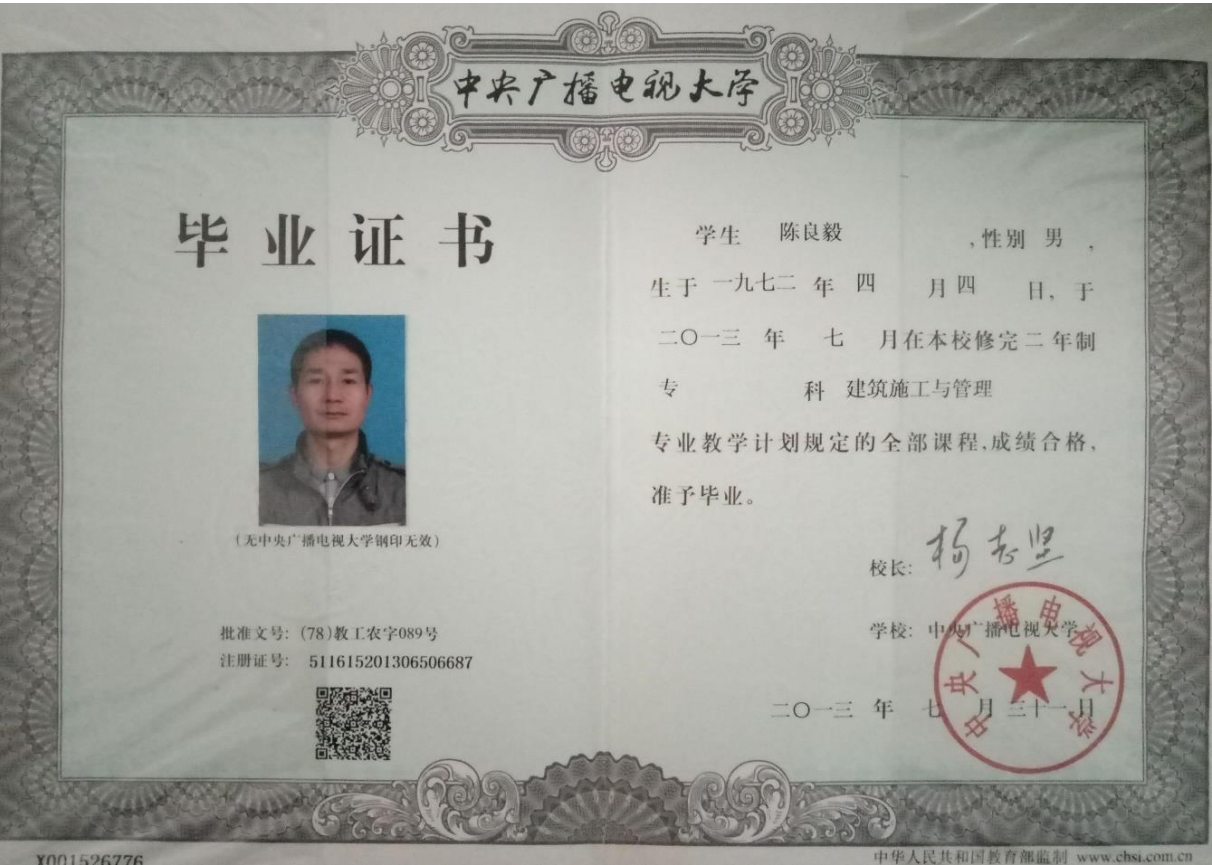 中央广播电视大学
毕业证书
(无中央广播电视大学钢印无效)
批准文号: (78)教工农字089号
注册证号: 511615201306506687
学生 陈良毅 ,性别 男 ,
生于 一九七二 年 四 月 四 日, 于
二〇一三 年 七 月在本校修完 二 年制
专 科 建筑施工与管理
专业教学计划规定的全部课程,成绩合格,
准予毕业。
校长: 杨志坚
学校: 中央广播电视大学
二〇一三 年 七 月 三十一 日
中央广播电视大学
X001526776
中华人民共和国教育部监制 www.chsi.com.cn